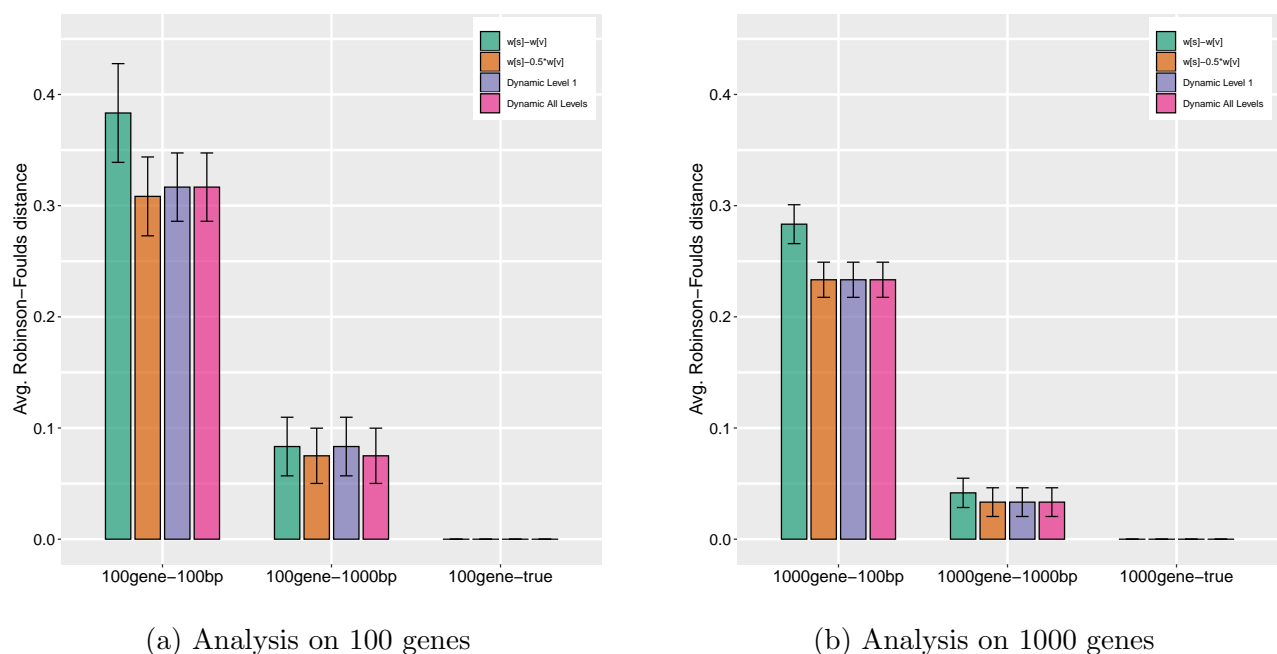 Avg. Robinson−Foulds distance
0.4
0.3
0.2
0.1
0.0
w[s]−w[v]
w[s]−0.5*w[v]
Dynamic Level 1
Dynamic All Levels
100gene−100bp
100gene−1000bp
100gene−true
(a) Analysis on 100 genes
Avg. Robinson−Foulds distance
0.4
0.3
0.2
0.1
0.0
w[s]−w[v]
w[s]−0.5*w[v]
Dynamic Level 1
Dynamic All Levels
1000gene−100bp
1000gene−1000bp
1000gene−true
(b) Analysis on 1000 genes